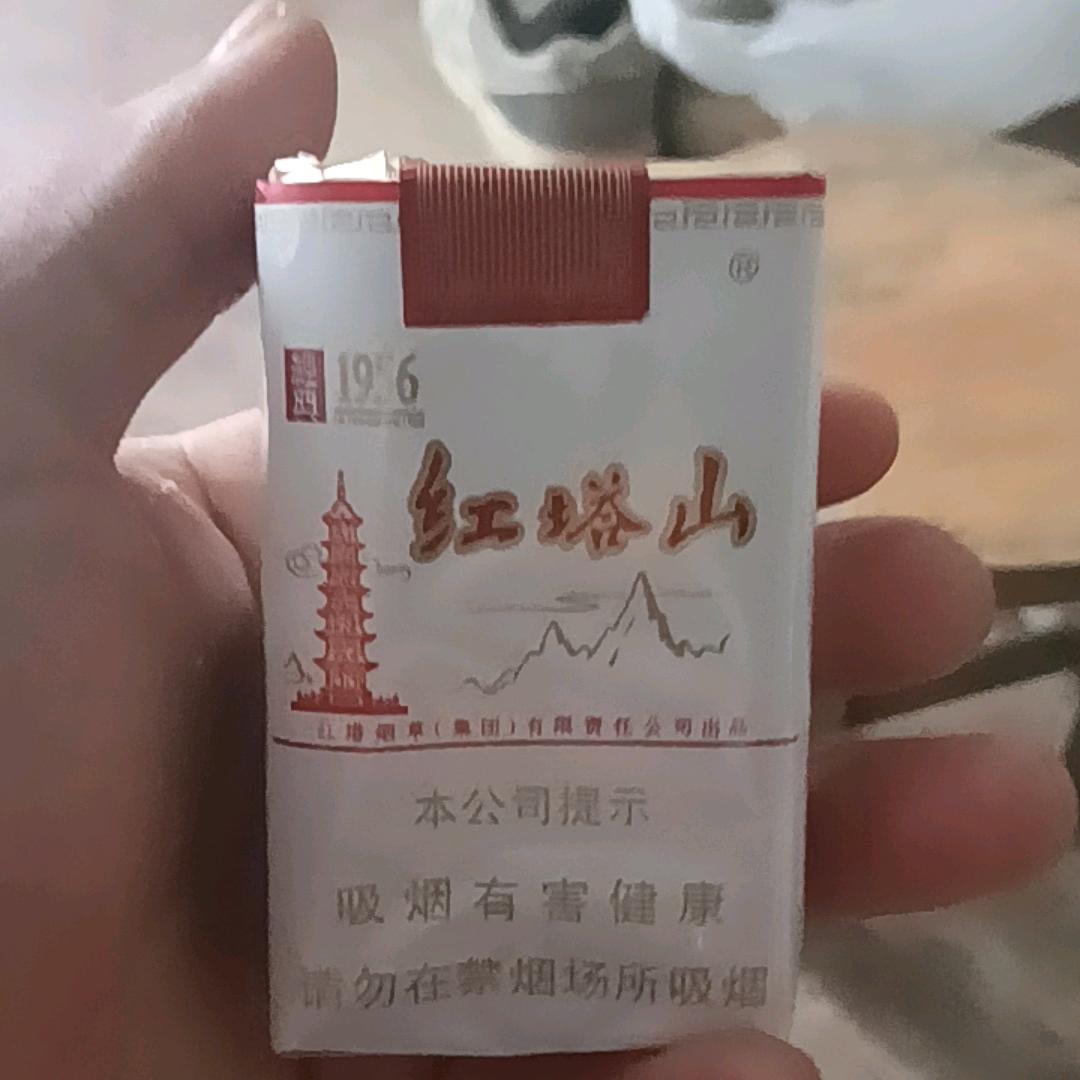 ®
1956
红塔山
红塔烟草(集团)有限责任公司出品
本公司提示
吸烟有害健康
请勿在禁烟场所吸烟